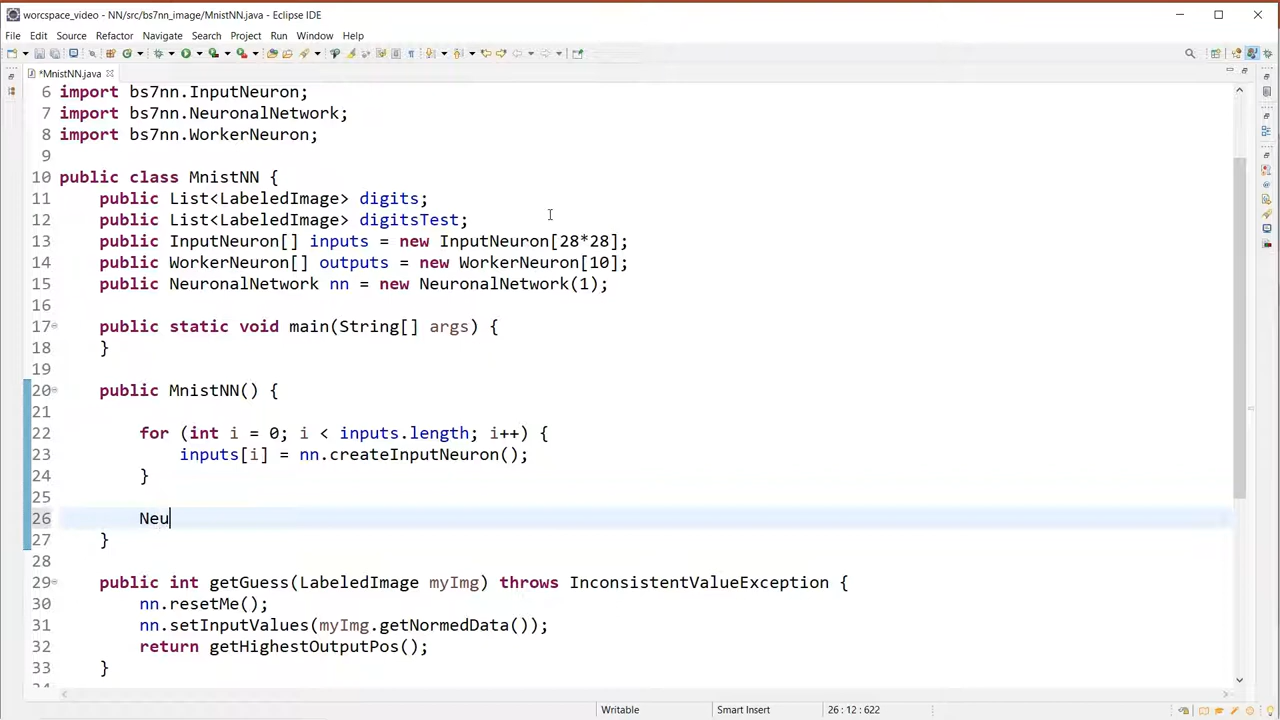 worcspace_video - NN/src/bs7nn_image/MnistNN.java - Eclipse IDE
File Edit Source Refactor Navigate Search Project Run Window Help
*MnistNN.java
6 import bs7nn.InputNeuron;
7 import bs7nn.NeuronalNetwork;
8 import bs7nn.WorkerNeuron;
9
10 public class MnistNN {
11 public List<LabeledImage> digits;
12 public List<LabeledImage> digitsTest;
13 public InputNeuron[] inputs = new InputNeuron[28*28];
14 public WorkerNeuron[] outputs = new WorkerNeuron[10];
15 public NeuronalNetwork nn = new NeuronalNetwork(1);
16
17 public static void main(String[] args) {
18 }
19
20 public MnistNN() {
21
22 for (int i = 0; i < inputs.length; i++) {
23 inputs[i] = nn.createInputNeuron();
24 }
25
26 Neu
27 }
28
29 public int getGuess(LabeledImage myImg) throws InconsistentValueException {
30 nn.resetMe();
31 nn.setInputValues(myImg.getNormedData());
32 return getHighestOutputPos();
33 }
Writable Smart Insert 26 : 12 : 622